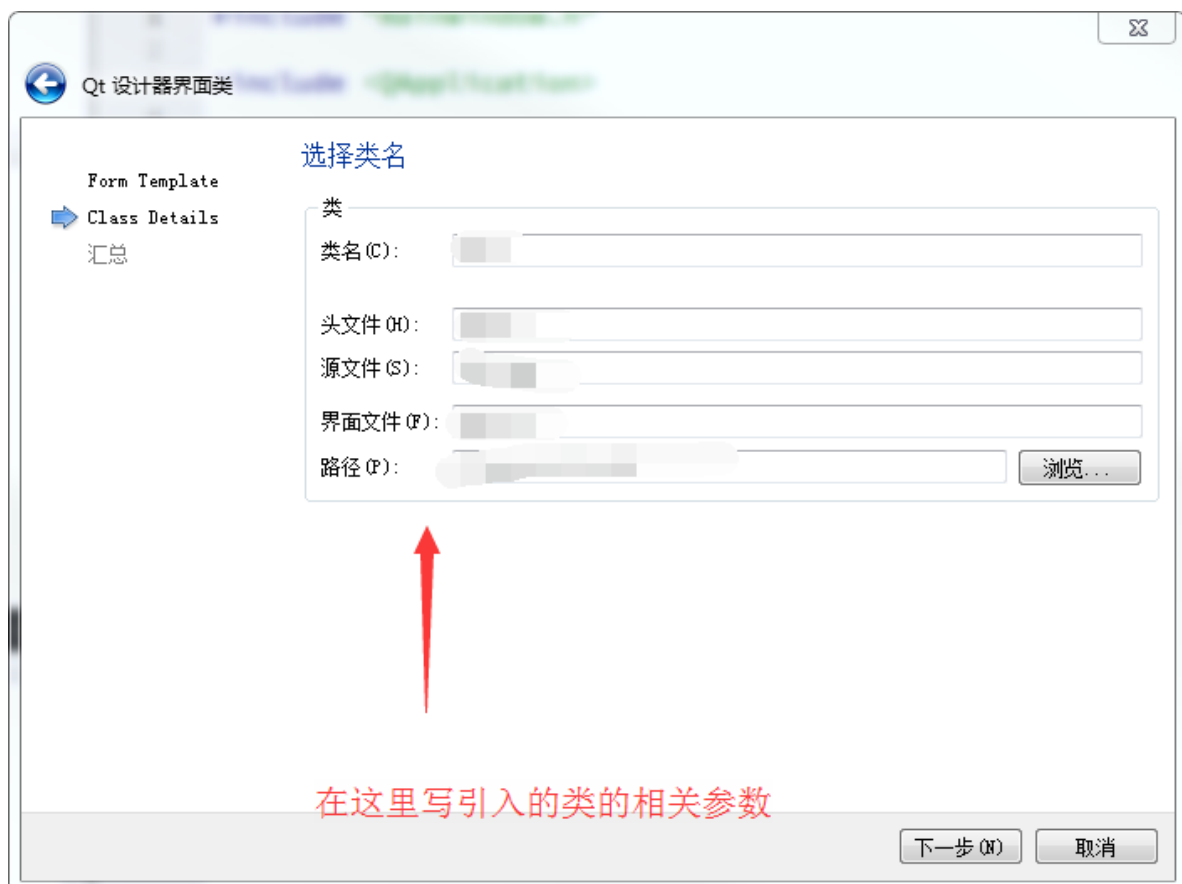 Qt 设计器界面类
#include <QApplication>
选择类名
Form Template
Class Details
汇总
类
类名(C):
头文件(H):
源文件(S):
界面文件(F):
路径(P):
浏览...
在这里写引入的类的相关参数
下一步(N)
取消